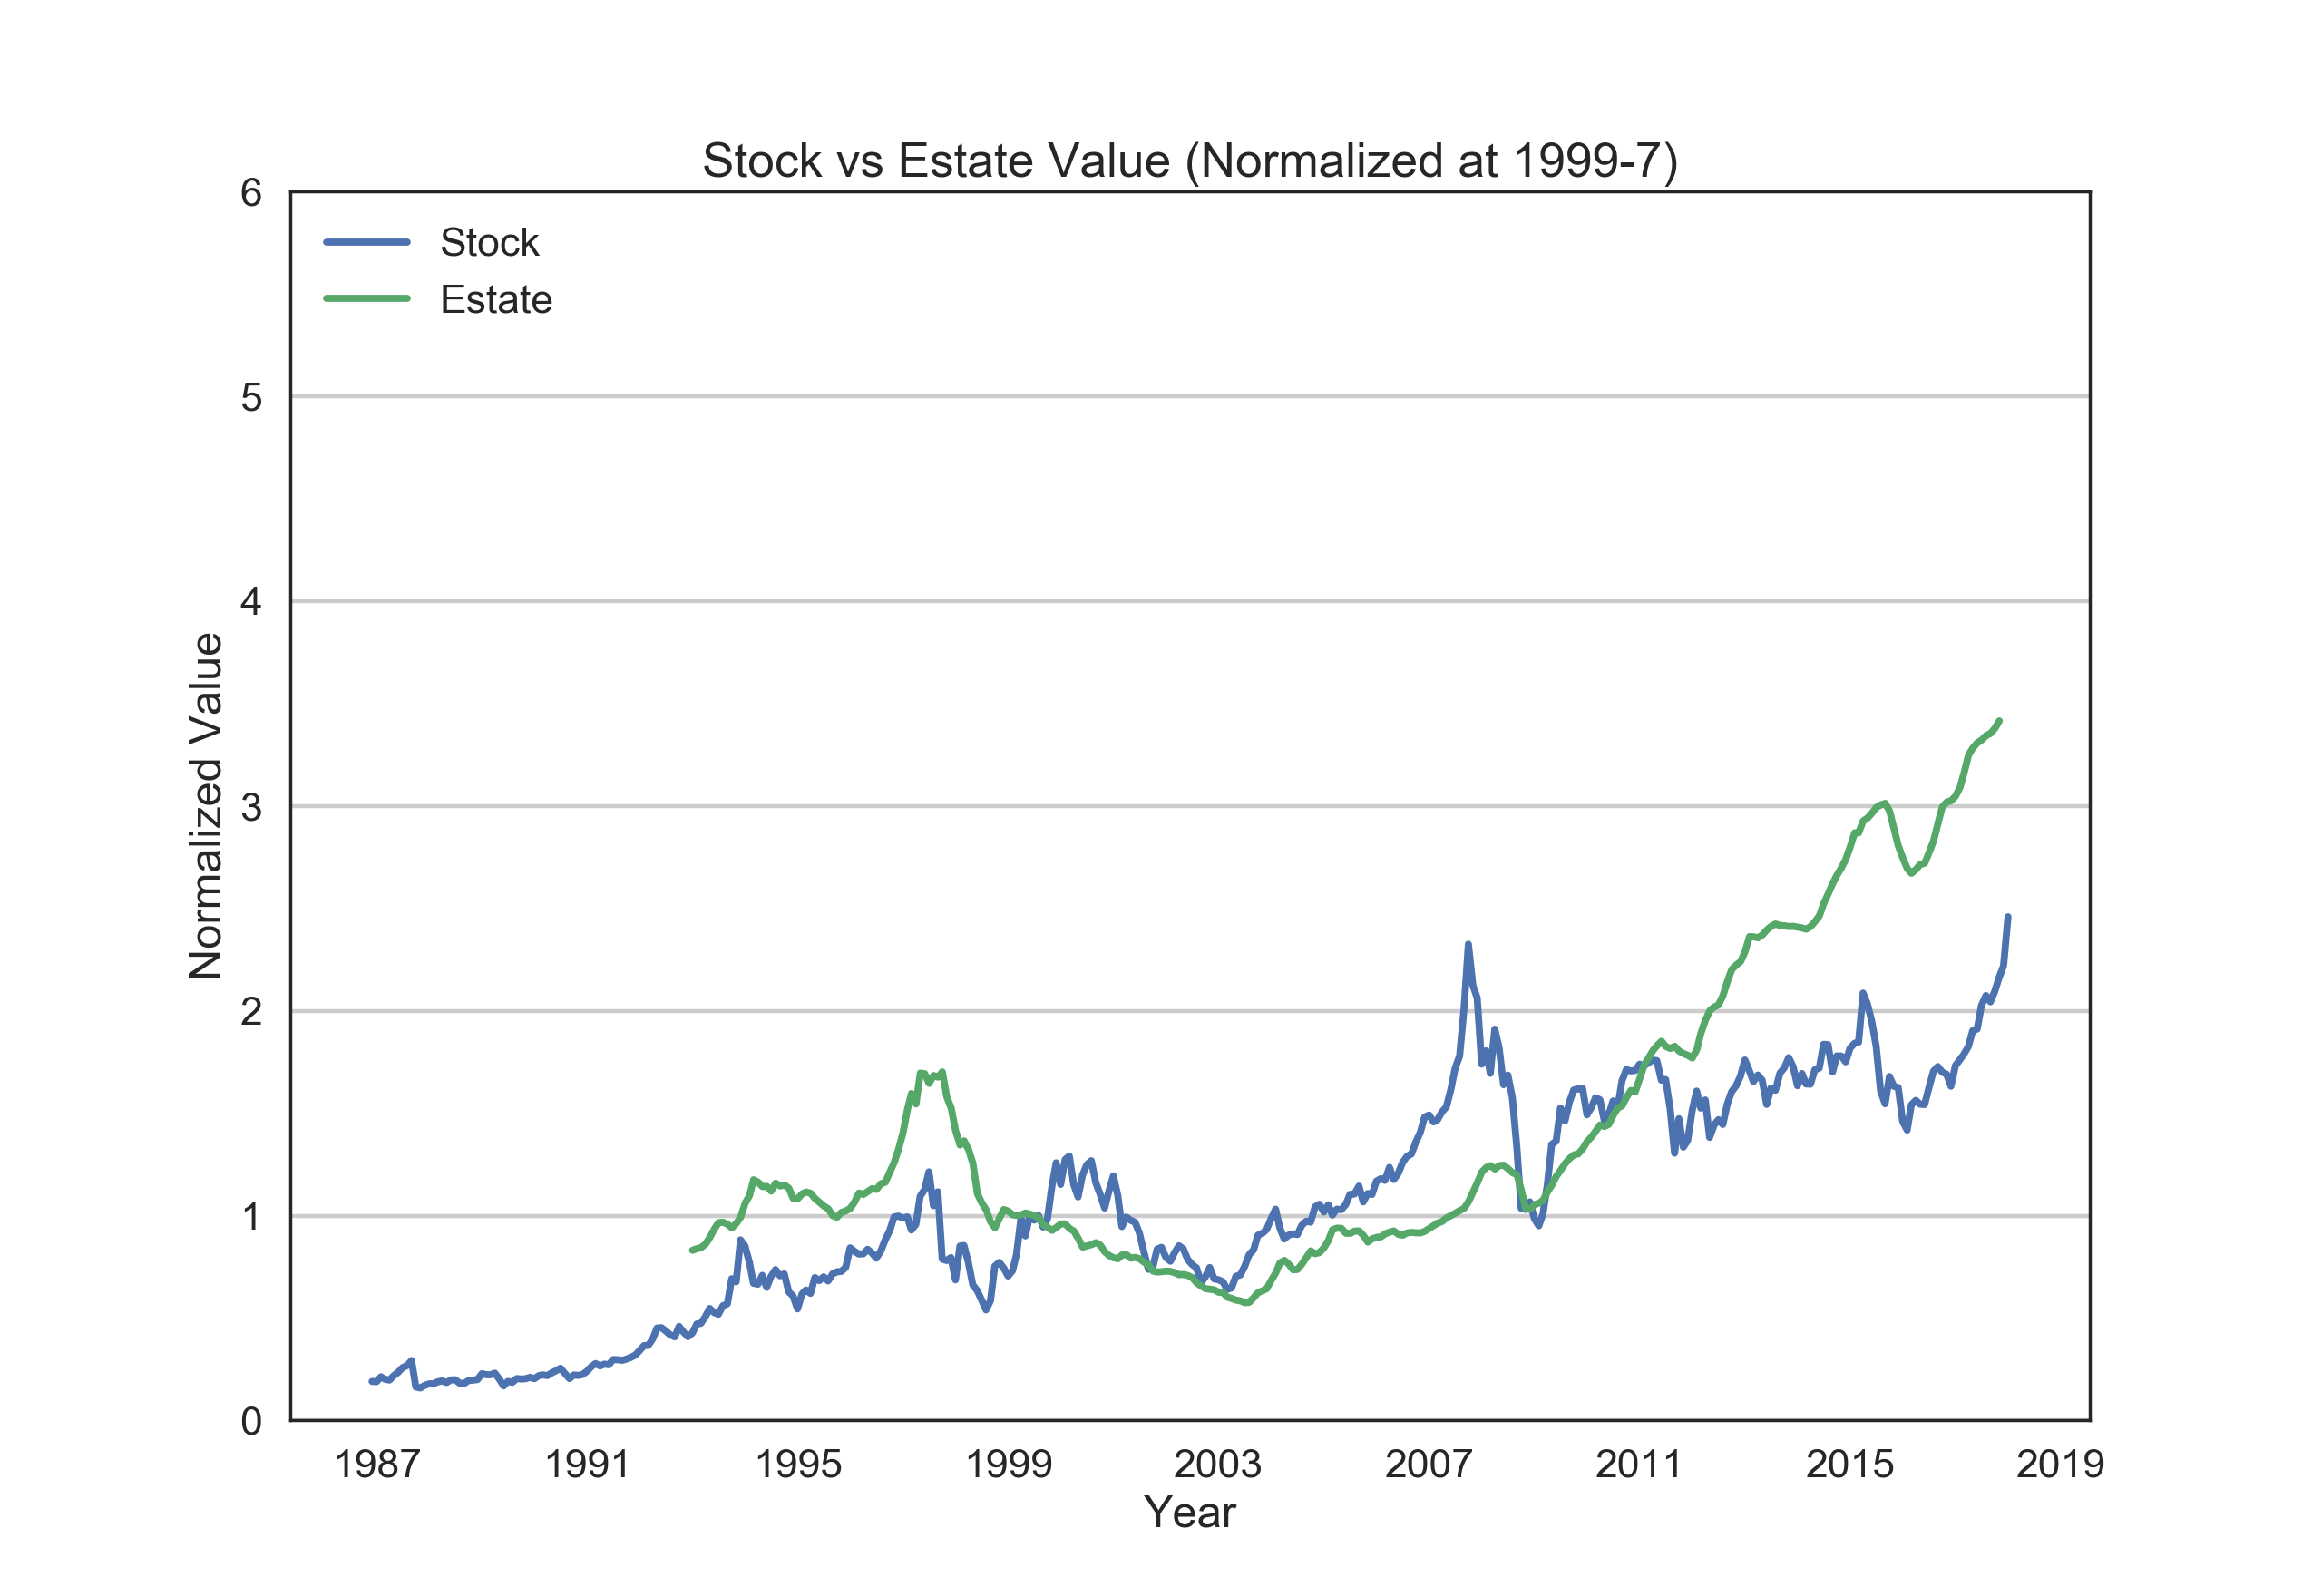 Stock vs Estate Value (Normalized at 1999-7)
6
Stock
Estate
5
4
3
2
1
0
Normalized Value
1987 1991 1995 1999 2003 2007 2011 2015 2019
Year